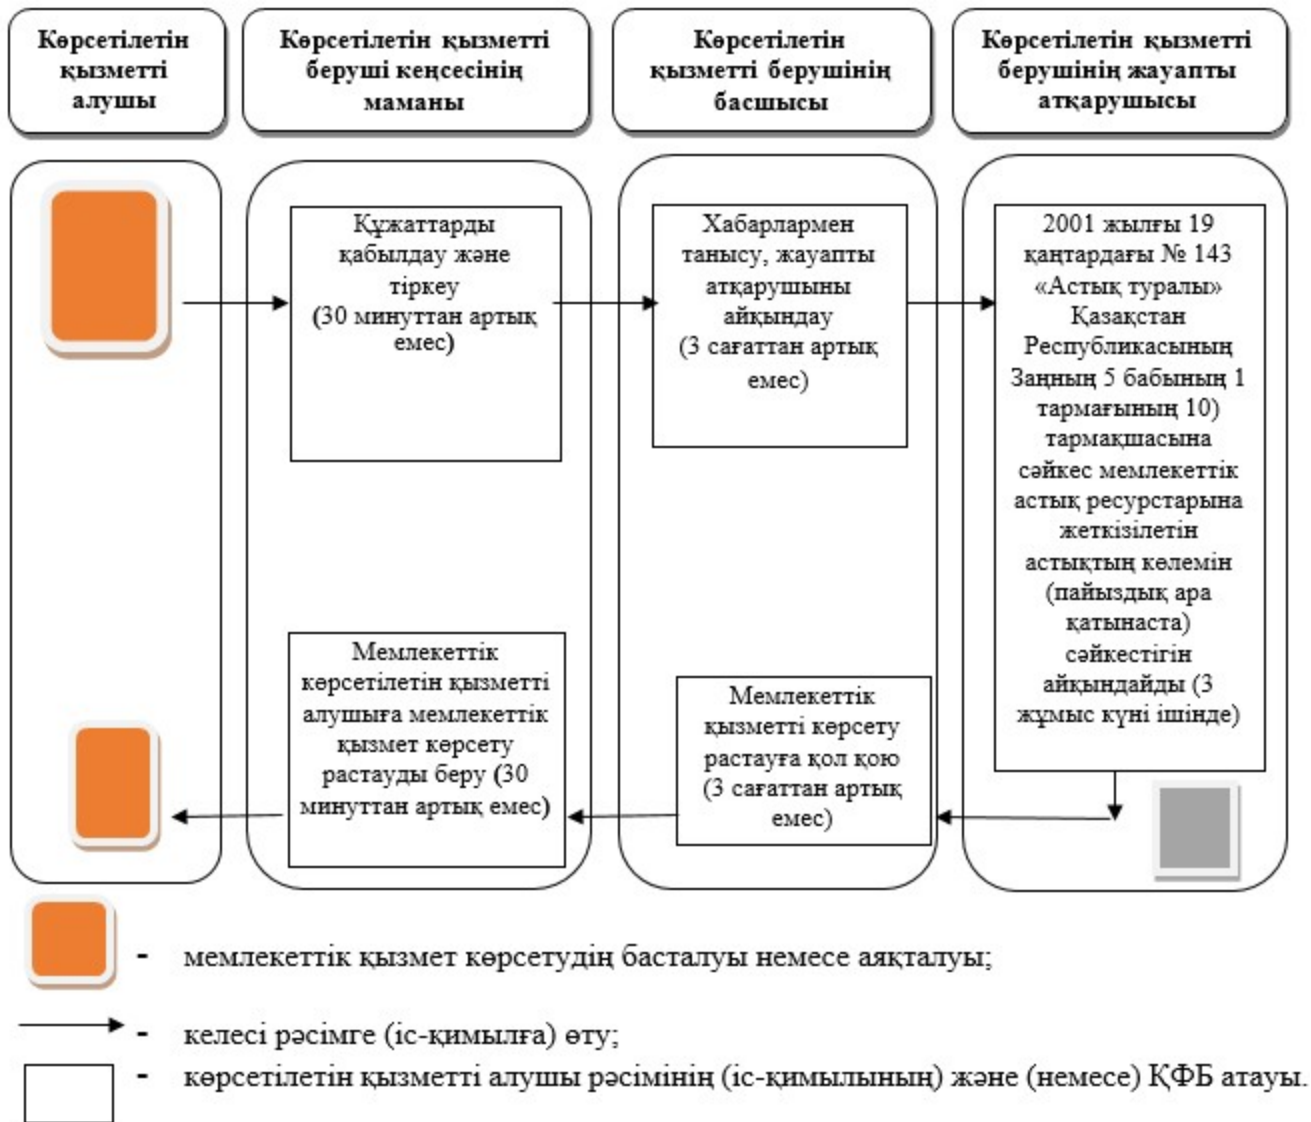 Көрсетілетін
қызметті
алушы
Көрсетілетін қызметті
беруші кеңсесінің
маманы
Көрсетілетін
қызметті берушінің
басшысы
Көрсетілетін қызметті
берушінің жауапты
атқарушысы
Құжаттарды
қабылдау және
тіркеу
(30 минуттан артық
емес)
Хабарлармен
танысу, жауапты
атқарушыны
айқындау
(3 сағаттан артық
емес)
2001 жылғы 19
қаңтардағы № 143
«Астық туралы»
Қазақстан
Республикасының
Заңның 5 бабының 1
тармағының 10)
тармақшасына
сәйкес мемлекеттік
астық ресурстарына
жеткізілетін
астықтың көлемін
(пайыздық ара
қатынаста)
сәйкестігін
айқындайды (3
жұмыс күні ішінде)
Мемлекеттік
көрсетілетін қызметті
алушыға мемлекеттік
қызмет көрсету
растауды беру (30
минуттан артық емес)
Мемлекеттік
қызметті көрсету
растауға қол қою
(3 сағаттан артық
емес)
- мемлекеттік қызмет көрсетудің басталуы немесе аяқталуы;
- келесі рәсімге (іс-қимылға) өту;
- көрсетілетін қызметті алушы рәсімінің (іс-қимылының) және (немесе) ҚФБ атауы.